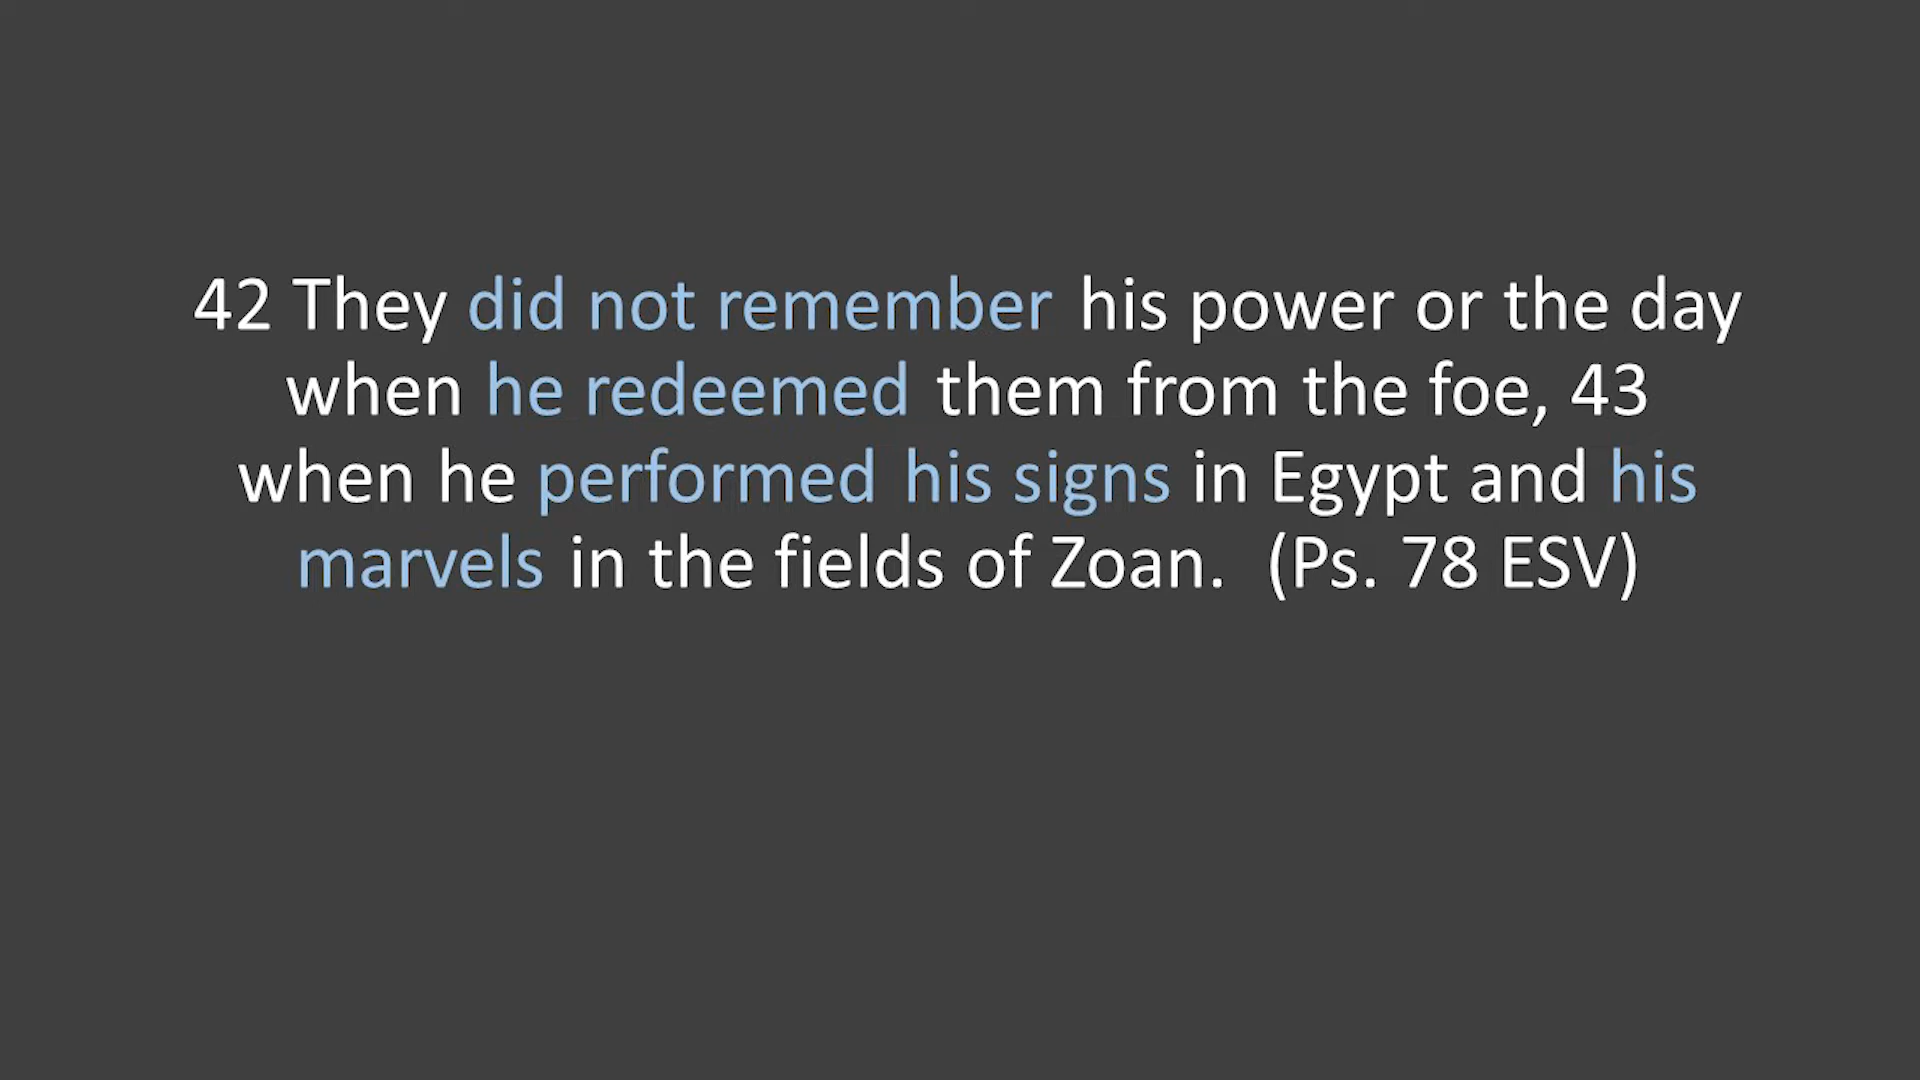 42 They did not remember his power or the day
when he redeemed them from the foe, 43
when he performed his signs in Egypt and his
marvels in the fields of Zoan.  (Ps. 78 ESV)